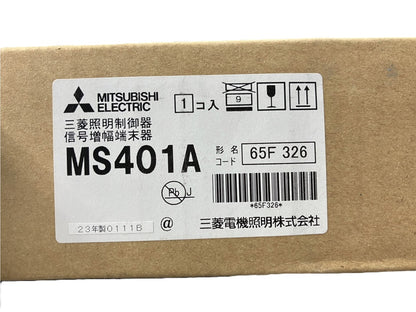 MITSUBISHI
ELECTRIC
1コ入
9
三菱照明制御器
信号増幅端末器
MS401A
形名
コード
65F 326
Pb J
*65F326*
23年製0111B
@
三菱電機照明株式会社